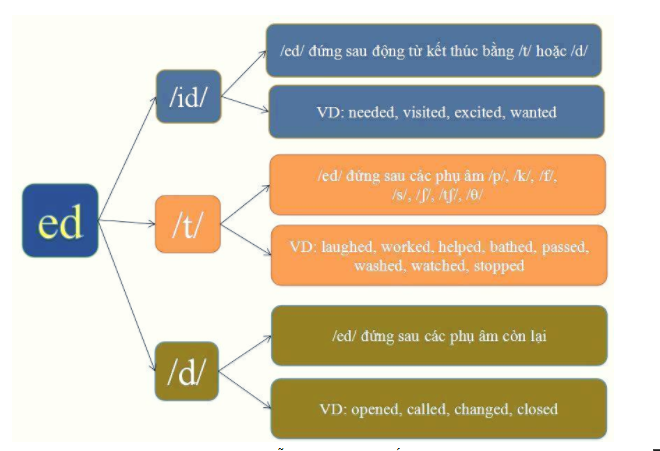 /ed/ đứng sau động từ kết thúc bằng /t/ hoặc /d/
/id/
VD: needed, visited, excited, wanted
/ed/ đứng sau các phụ âm /p/, /k/, /f/,
/s/, /ʃ/, /tʃ/, /θ/
ed
/t/
VD: laughed, worked, helped, bathed, passed,
washed, watched, stopped
/ed/ đứng sau các phụ âm còn lại
/d/
VD: opened, called, changed, closed